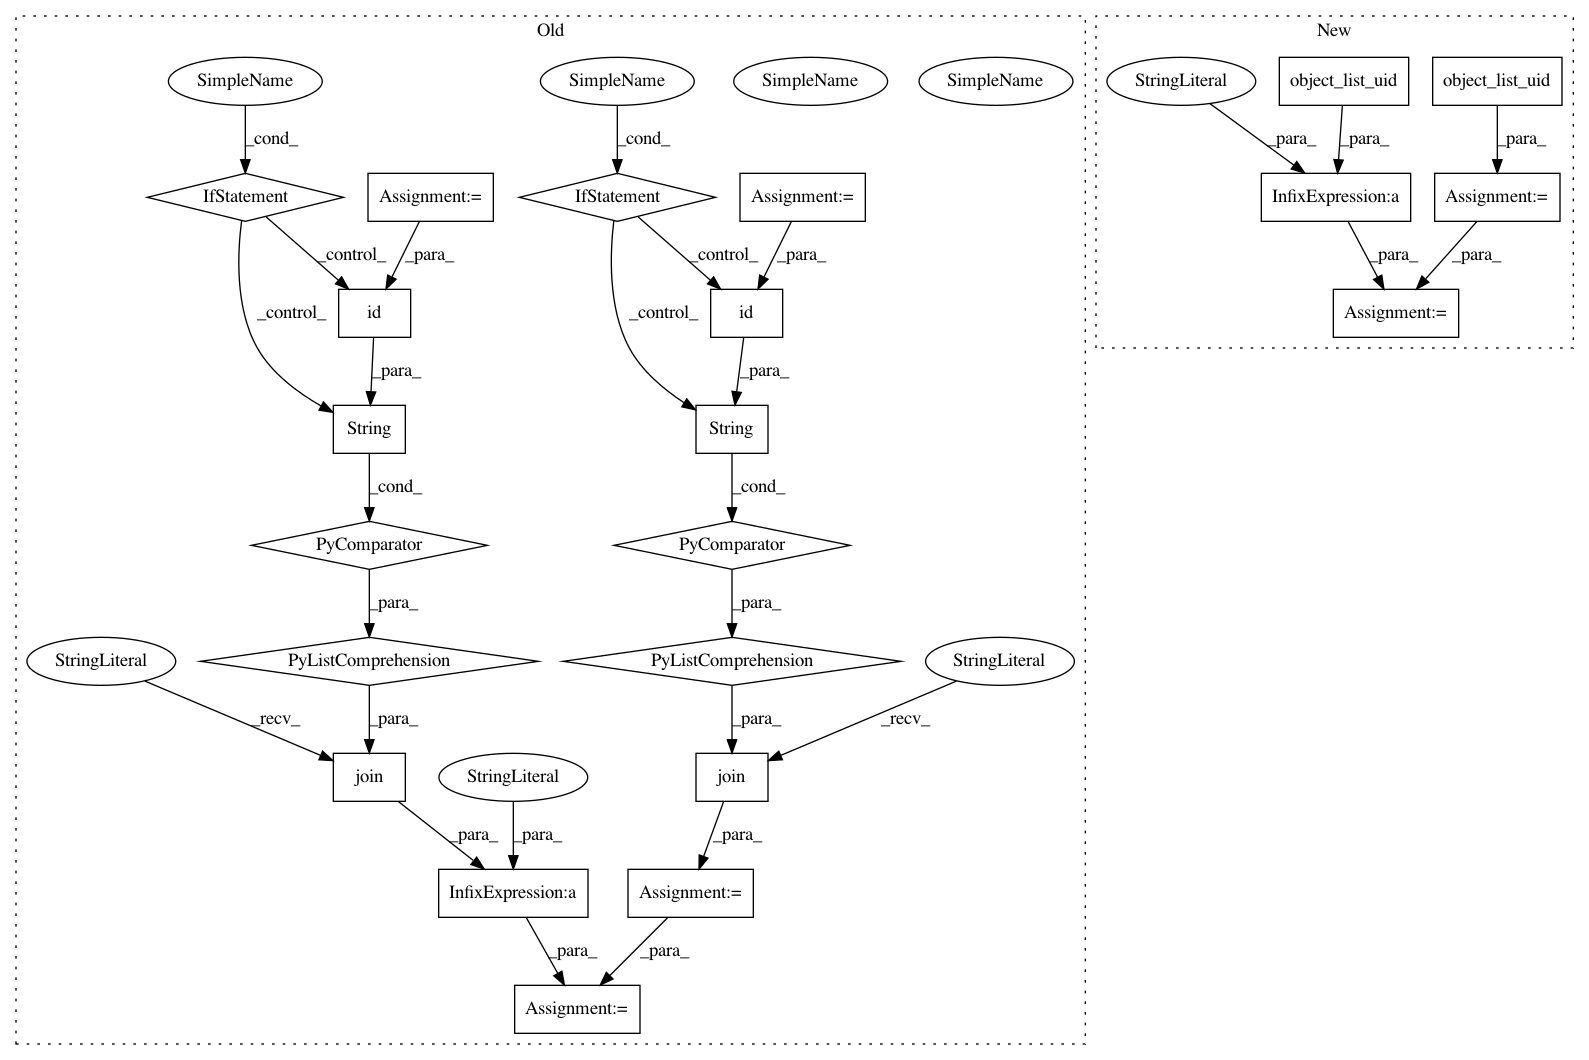 Old
New
SimpleName
SimpleName
SimpleName
SimpleName
StringLiteral
object_list_uid
object_list_uid
_cond_
_cond_
_para_
_para_
_para_
IfStatement
Assignment:=
IfStatement
Assignment:=
InfixExpression:a
Assignment:=
_control_
_para_
_control_
_para_
_para_
_para_
_control_
id
_control_
id
Assignment:=
_para_
_para_
String
String
_cond_
_cond_
PyComparator
PyComparator
_para_
_para_
StringLiteral
PyListComprehension
PyListComprehension
StringLiteral
_recv_
_para_
_para_
_recv_
join
StringLiteral
join
_para_
_para_
_para_
InfixExpression:a
Assignment:=
_para_
_para_
Assignment:=